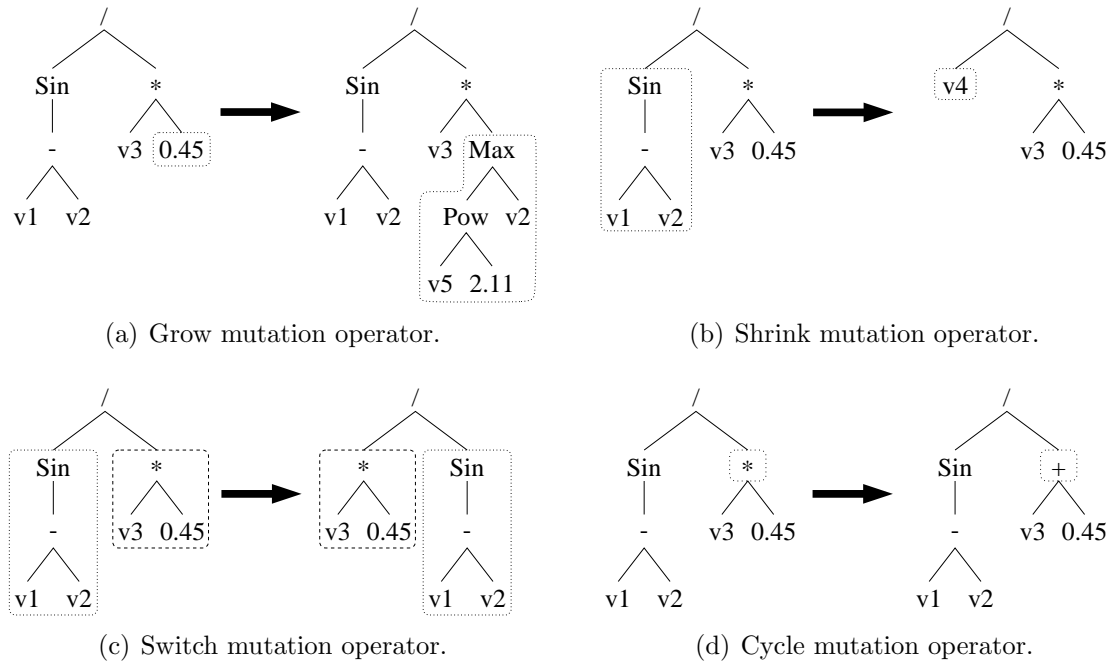 / / / /
Sin * Sin * Sin * v4 *
- v3 0.45 - v3 Max - v3 0.45 v3 0.45
v1 v2 v1 v2 Pow v2 v1 v2
v5 2.11
(a) Grow mutation operator. (b) Shrink mutation operator.
/ / / /
Sin * * Sin Sin * Sin +
- v3 0.45 v3 0.45 - - v3 0.45 - v3 0.45
v1 v2 v1 v2 v1 v2 v1 v2
(c) Switch mutation operator. (d) Cycle mutation operator.